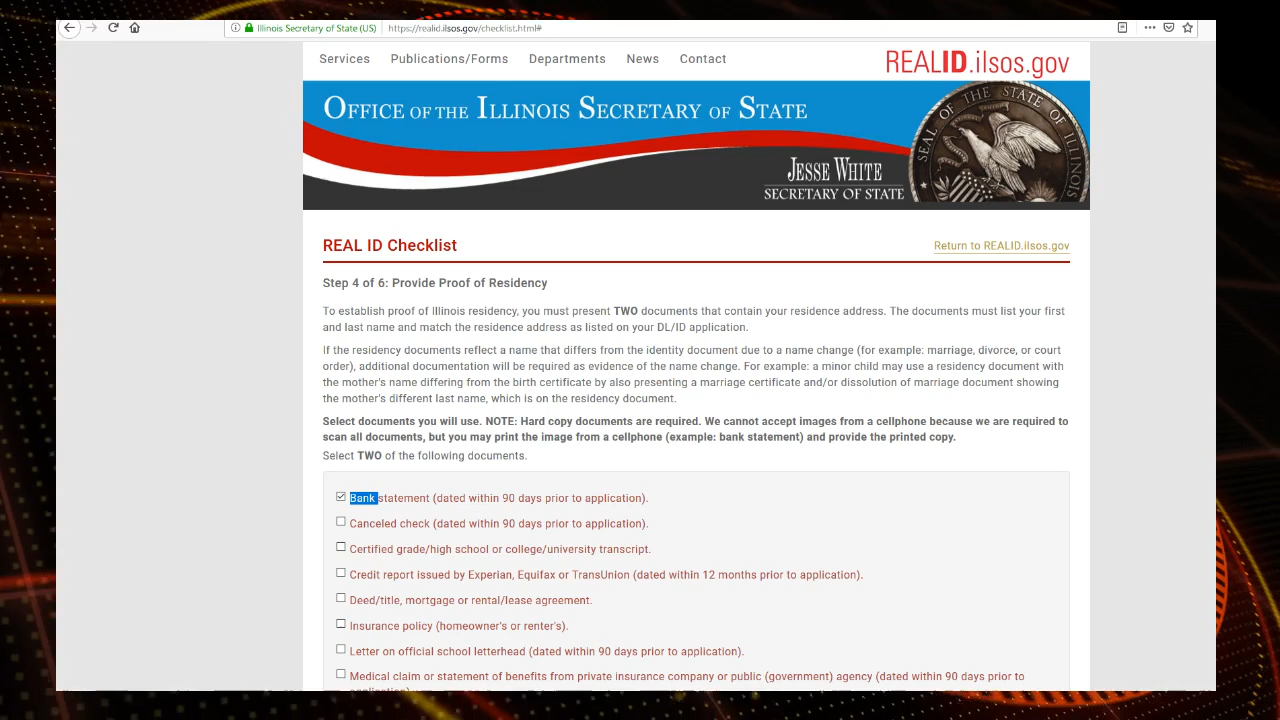 Illinois Secretary of State (US)
https://realid.ilsos.gov/checklist.html#
Services Publications/Forms Departments News Contact
REALID.ilsos.gov
OFFICE OF THE ILLINOIS SECRETARY OF STATE
SEAL OF THE STATE OF ILLINOIS
JESSE WHITE
SECRETARY OF STATE
REAL ID Checklist
Return to REALID.ilsos.gov
Step 4 of 6: Provide Proof of Residency
To establish proof of Illinois residency, you must present TWO documents that contain your residence address. The documents must list your first
and last name and match the residence address as listed on your DL/ID application.
If the residency documents reflect a name that differs from the identity document due to a name change (for example: marriage, divorce, or court
order), additional documentation will be required as evidence of the name change. For example: a minor child may use a residency document with
the mother's name differing from the birth certificate by also presenting a marriage certificate and/or dissolution of marriage document showing
the mother's different last name, which is on the residency document.
Select documents you will use. NOTE: Hard copy documents are required. We cannot accept images from a cellphone because we are required to
scan all documents, but you may print the image from a cellphone (example: bank statement) and provide the printed copy.
Select TWO of the following documents.
Bank statement (dated within 90 days prior to application).
Canceled check (dated within 90 days prior to application).
Certified grade/high school or college/university transcript.
Credit report issued by Experian, Equifax or TransUnion (dated within 12 months prior to application).
Deed/title, mortgage or rental/lease agreement.
Insurance policy (homeowner's or renter's).
Letter on official school letterhead (dated within 90 days prior to application).
Medical claim or statement of benefits from private insurance company or public (government) agency (dated within 90 days prior to
application)